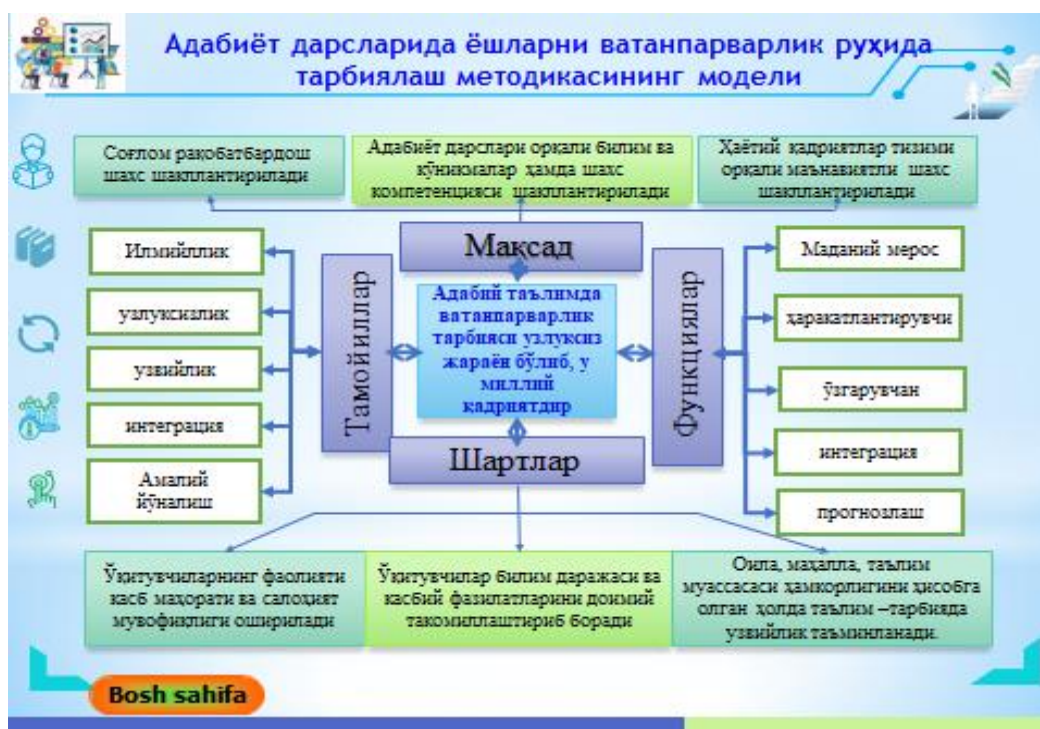 Адабиёт дарсларида ёшларни ватанпарварлик руҳида
тарбиялаш методикасининг модели
Соғлом рақобатбардош
шахс шакллантирилади
Адабиёт дарслари орқали билим ва
кўникмалар ҳамда шахс
компетенцияси шакллантирилади
Ҳаётий қадриятлар тизими
орқали маънавиятли шахс
шакллантирилади
Мақсад
Илмийллик
узлуксизлик
узвийлик
интеграция
Амалий
йўналиш
Тамойиллар
Адабий таълимда
ватанпарварлик
тарбияси узлуксиз
жараён бўлиб, у
миллий
қадриятдир
Функциялар
Маданий мерос
ҳаракатлантирувчи
ўзгарувчан
интеграция
прогнозлаш
Шартлар
Ўқитувчиларнинг фаолияти
касб маҳорати ва салоҳият
мувофиқлиги оширилади
Ўқитувчилар билим даражаси ва
касбий фазилатларини доимий
такомиллаштириб боради
Оила, маҳалла, таълим
муассасаси ҳамкорлигини ҳисобга
олган ҳолда таълим –тарбияда
узвийлик таъминланади.
Bosh sahifa